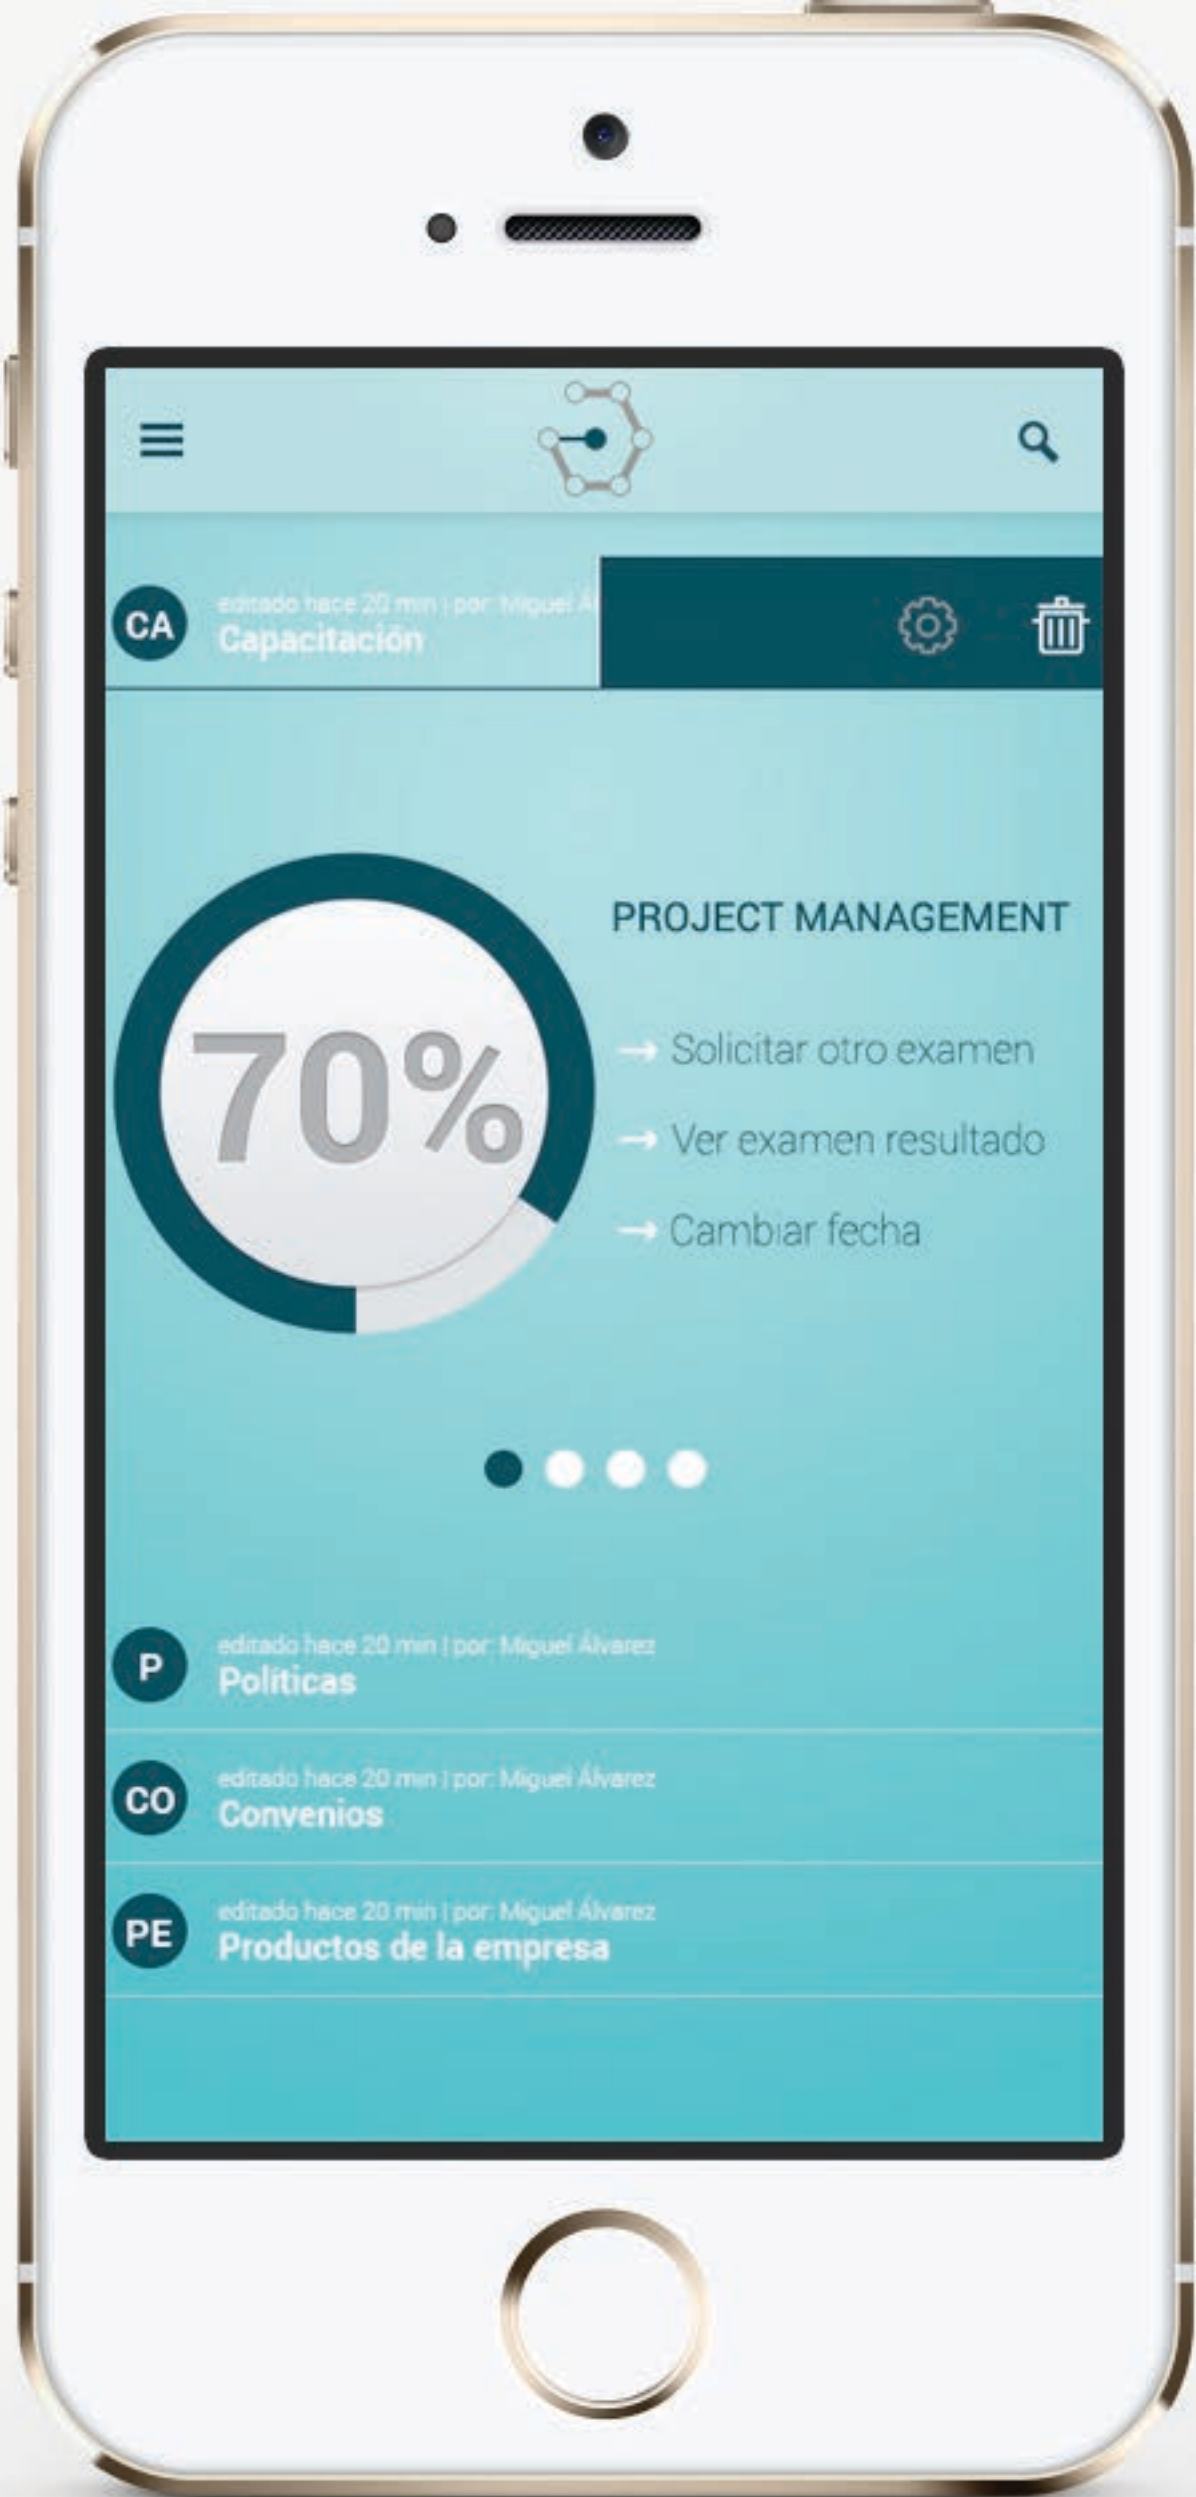 CA
editado hace 20 min | por: Miguel Á
Capacitación
70%
PROJECT MANAGEMENT
→ Solicitar otro examen
→ Ver examen resultado
→ Cambiar fecha
P
editado hace 20 min | por: Miguel Álvarez
Políticas
CO
editado hace 20 min | por: Miguel Álvarez
Convenios
PE
editado hace 20 min | por: Miguel Álvarez
Productos de la empresa